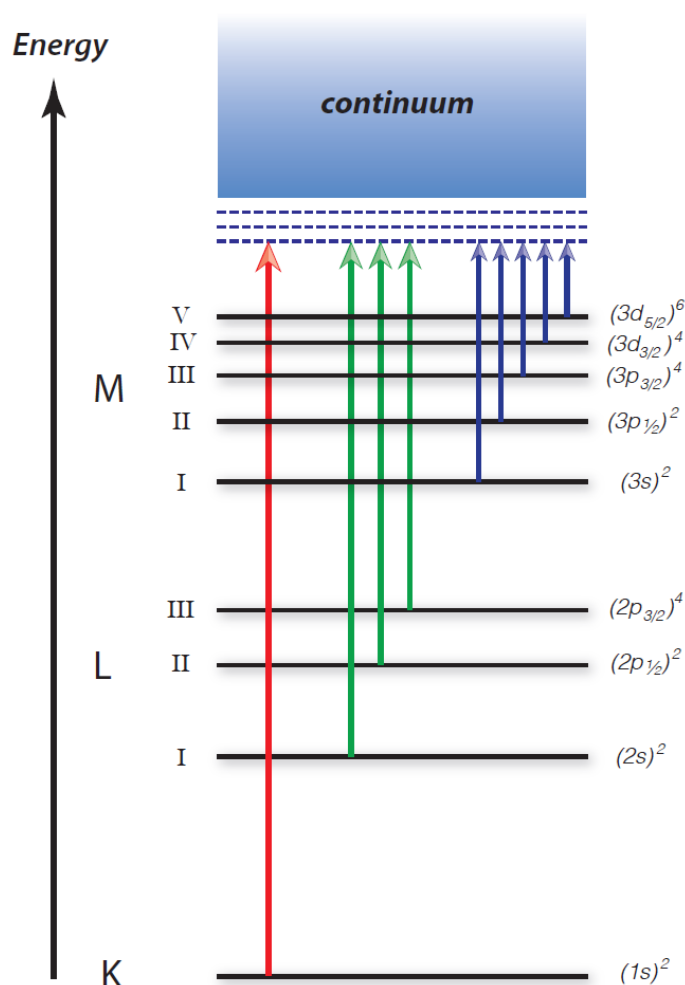 Energy
continuum
V (3d5/2)^6
IV (3d3/2)^4
III (3p3/2)^4
M
II (3p½)^2
I (3s)^2
III (2p3/2)^4
L II (2p½)^2
I (2s)^2
K (1s)^2